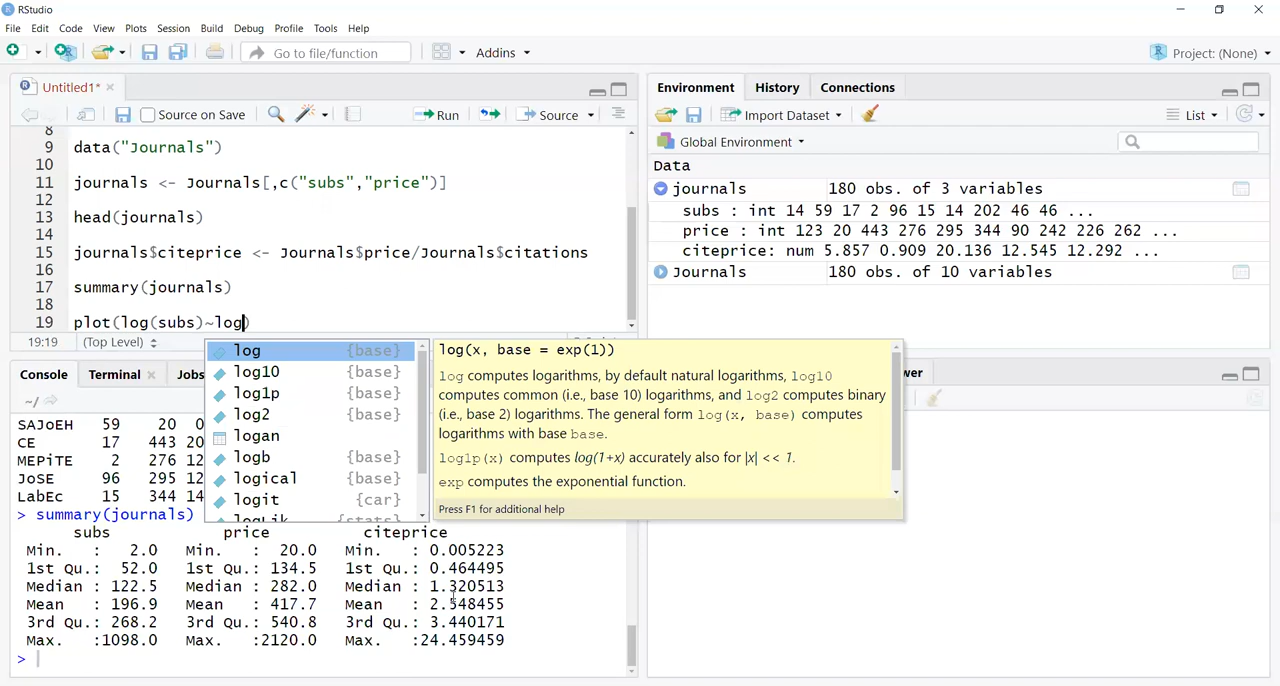 RStudio
File Edit Code View Plots Session Build Debug Profile Tools Help
Go to file/function Addins Project: (None)
Untitled1*
Source on Save Run Source
8
9 data("Journals")
10
11 journals <- Journals[,c("subs","price")]
12
13 head(journals)
14
15 journals$citeprice <- Journals$price/Journals$citations
16
17 summary(journals)
18
19 plot(log(subs)~log)
19:19 (Top Level)
Console Terminal Jobs
~/
SAJoEH 59 20 0
CE 17 443 20
MEPiTE 2 276 12
JoSE 96 295 12
LabEc 15 344 14
> summary(journals)
subs price citeprice
Min. : 2.0 Min. : 20.0 Min. : 0.005223
1st Qu.: 52.0 1st Qu.: 134.5 1st Qu.: 0.464495
Median : 122.5 Median : 282.0 Median : 1.320513
Mean : 196.9 Mean : 417.7 Mean : 2.548455
3rd Qu.: 268.2 3rd Qu.: 540.8 3rd Qu.: 3.440171
Max. :1098.0 Max. :2120.0 Max. :24.459459
>
log {base}
log10 {base}
log1p {base}
log2 {base}
logan
logb {base}
logical {base}
logit {car}
logLik {stats}
log(x, base = exp(1))
log computes logarithms, by default natural logarithms, log10
computes common (i.e., base 10) logarithms, and log2 computes binary
(i.e., base 2) logarithms. The general form log(x, base) computes
logarithms with base base.
log1p(x) computes log(1+x) accurately also for |x| << 1.
exp computes the exponential function.
Press F1 for additional help
Environment History Connections
Import Dataset List
Global Environment
Data
journals 180 obs. of 3 variables
subs : int 14 59 17 2 96 15 14 202 46 46 ...
price : int 123 20 443 276 295 344 90 242 226 262 ...
citeprice: num 5.857 0.909 20.136 12.545 12.292 ...
Journals 180 obs. of 10 variables